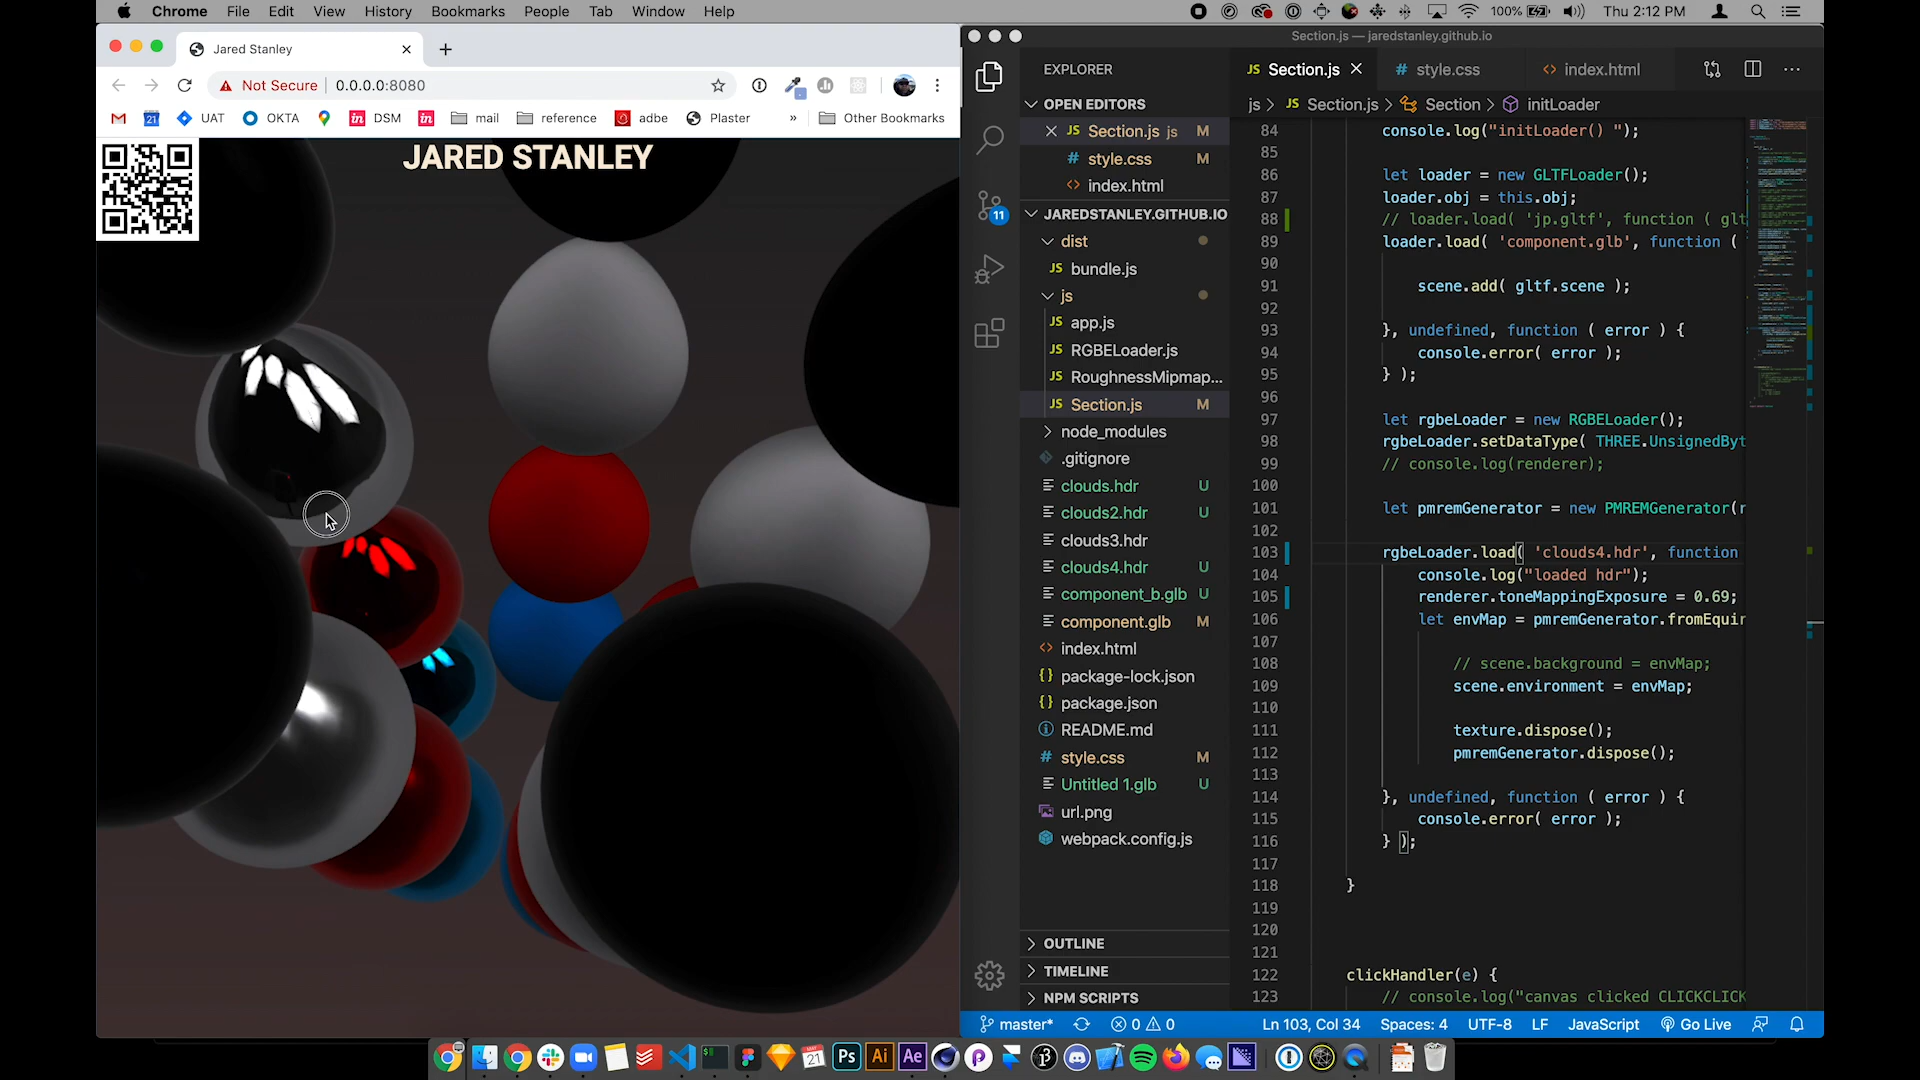 Chrome File Edit View History Bookmarks People Tab Window Help
100% Thu 2:12 PM
Jared Stanley
Not Secure 0.0.0.0:8080
UAT OKTA DSM mail reference adbe Plaster » Other Bookmarks
JARED STANLEY
Section.js — jaredstanley.github.io
EXPLORER
OPEN EDITORS
JS Section.js js M
# style.css M
<> index.html
JAREDSTANLEY.GITHUB.IO
dist
JS bundle.js
js
JS app.js
JS RGBELoader.js
JS RoughnessMipmap...
JS Section.js M
node_modules
.gitignore
clouds.hdr U
clouds2.hdr U
clouds3.hdr
clouds4.hdr U
component_b.glb U
component.glb M
<> index.html
{} package-lock.json
{} package.json
README.md
# style.css M
Untitled 1.glb U
url.png
webpack.config.js
OUTLINE
TIMELINE
NPM SCRIPTS
11
JS Section.js # style.css <> index.html
js > JS Section.js > Section > initLoader
84 console.log("initLoader() ");
85
86 let loader = new GLTFLoader();
87 loader.obj = this.obj;
88 // loader.load( 'jp.gltf', function ( glt
89 loader.load( 'component.glb', function (
90
91 scene.add( gltf.scene );
92
93 }, undefined, function ( error ) {
94 console.error( error );
95 } );
96
97 let rgbeLoader = new RGBELoader();
98 rgbeLoader.setDataType( THREE.UnsignedByt
99 // console.log(renderer);
100
101 let pmremGenerator = new PMREMGenerator(r
102
103 rgbeLoader.load( 'clouds4.hdr', function
104 console.log("loaded hdr");
105 renderer.toneMappingExposure = 0.69;
106 let envMap = pmremGenerator.fromEquir
107
108 // scene.background = envMap;
109 scene.environment = envMap;
110
111 texture.dispose();
112 pmremGenerator.dispose();
113
114 }, undefined, function ( error ) {
115 console.error( error );
116 } );
117
118 }
119
120
121
122 clickHandler(e) {
123 // console.log("canvas clicked CLICKCLICK
master* 0 0 Ln 103, Col 34 Spaces: 4 UTF-8 LF JavaScript Go Live
21 Ps Ai Ae